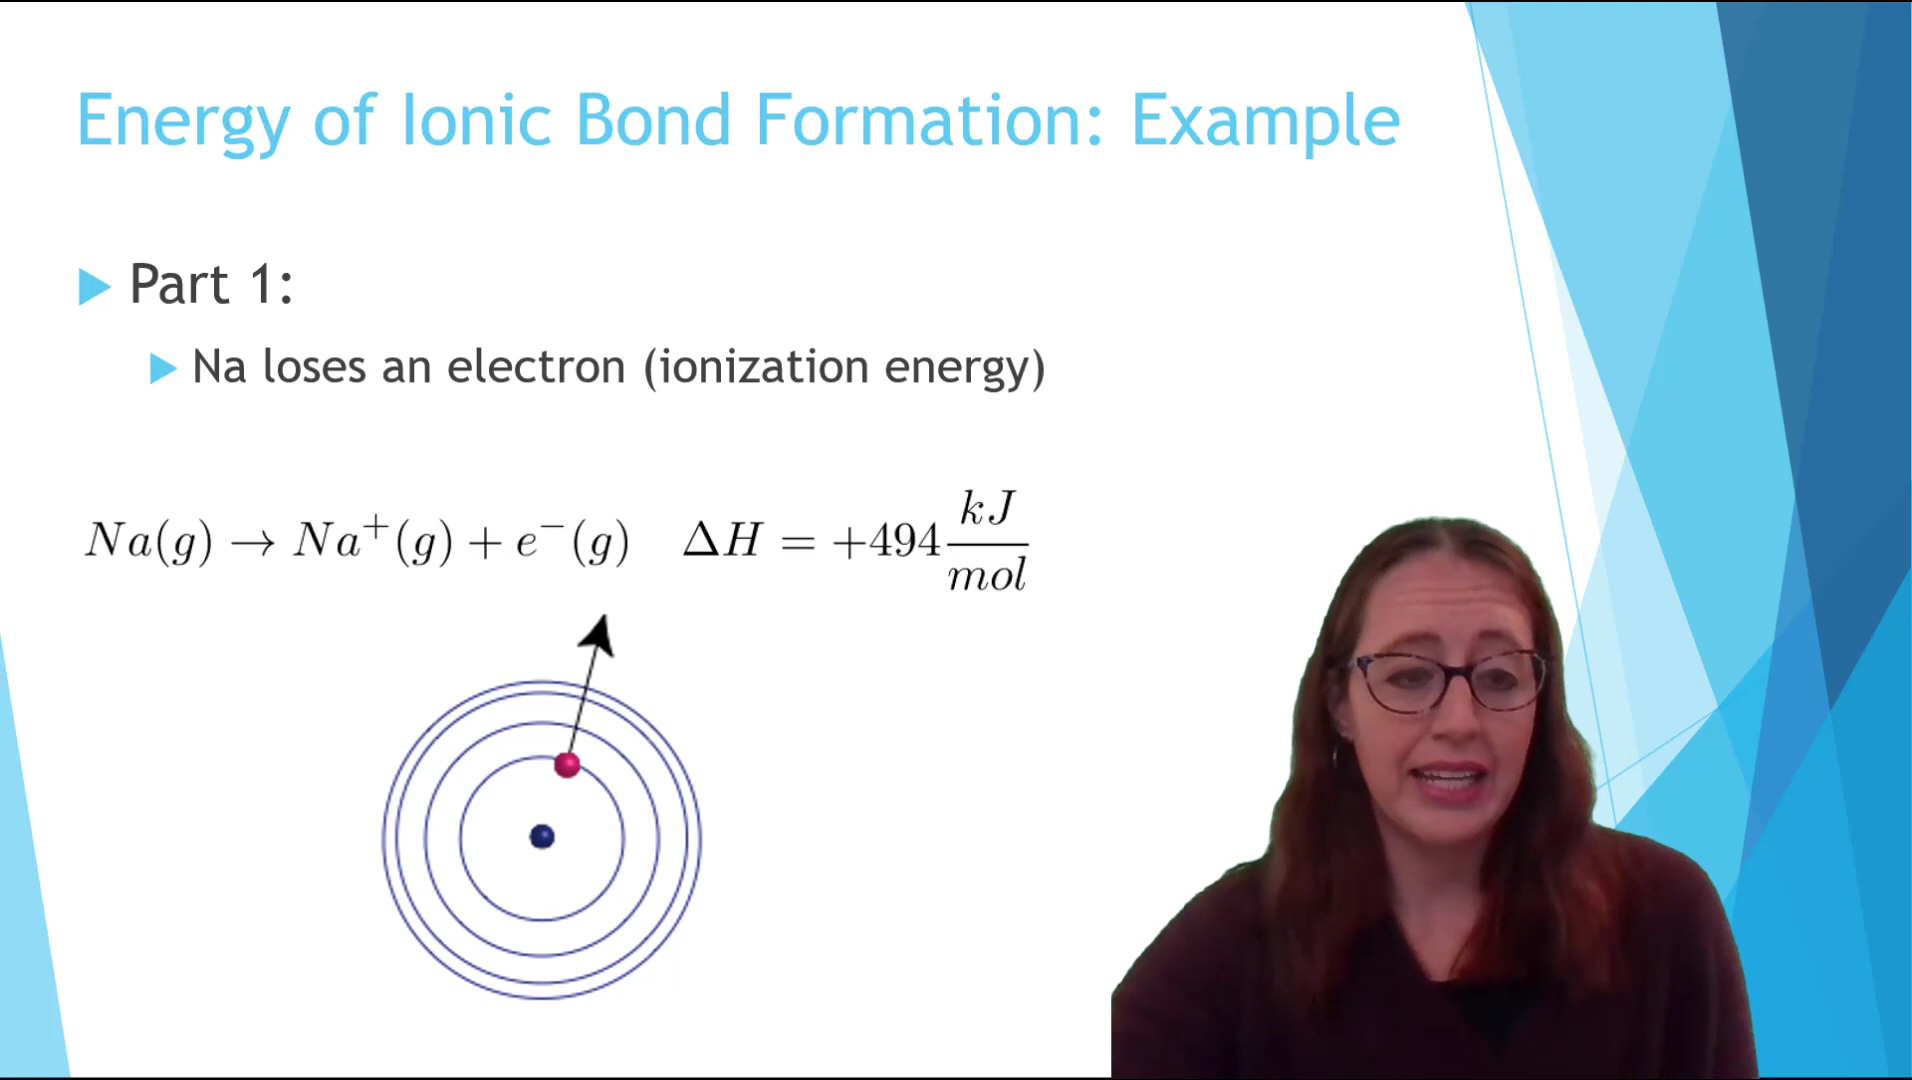 Energy of Ionic Bond Formation: Example
Part 1:
Na loses an electron (ionization energy)
Na(g) → Na⁺(g) + e⁻(g)   ΔH = +494 kJ/mol